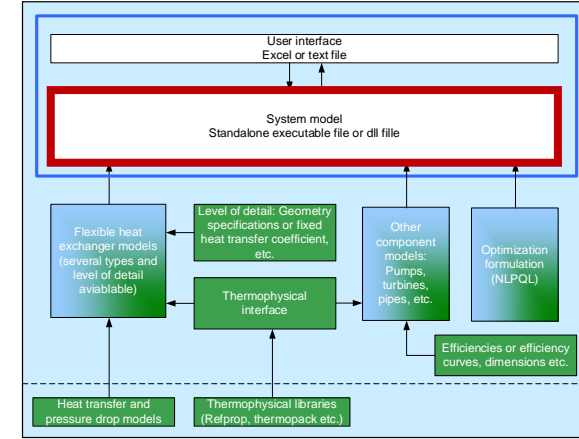 User interface
Excel or text file
System model
Standalone executable file or dll fille
Flexible heat
exchanger models
(several types and
level of detail
aviablable)
Level of detail: Geometry
specifications or fixed
heat transfer coefficient,
etc.
Other
component
models:
Pumps,
turbines,
pipes, etc.
Optimization
formulation
(NLPQL)
Thermophysical
interface
Efficiencies or efficiency
curves, dimensions etc.
Heat transfer and
pressure drop models
Thermophysical libraries
(Refprop, thermopack etc.)